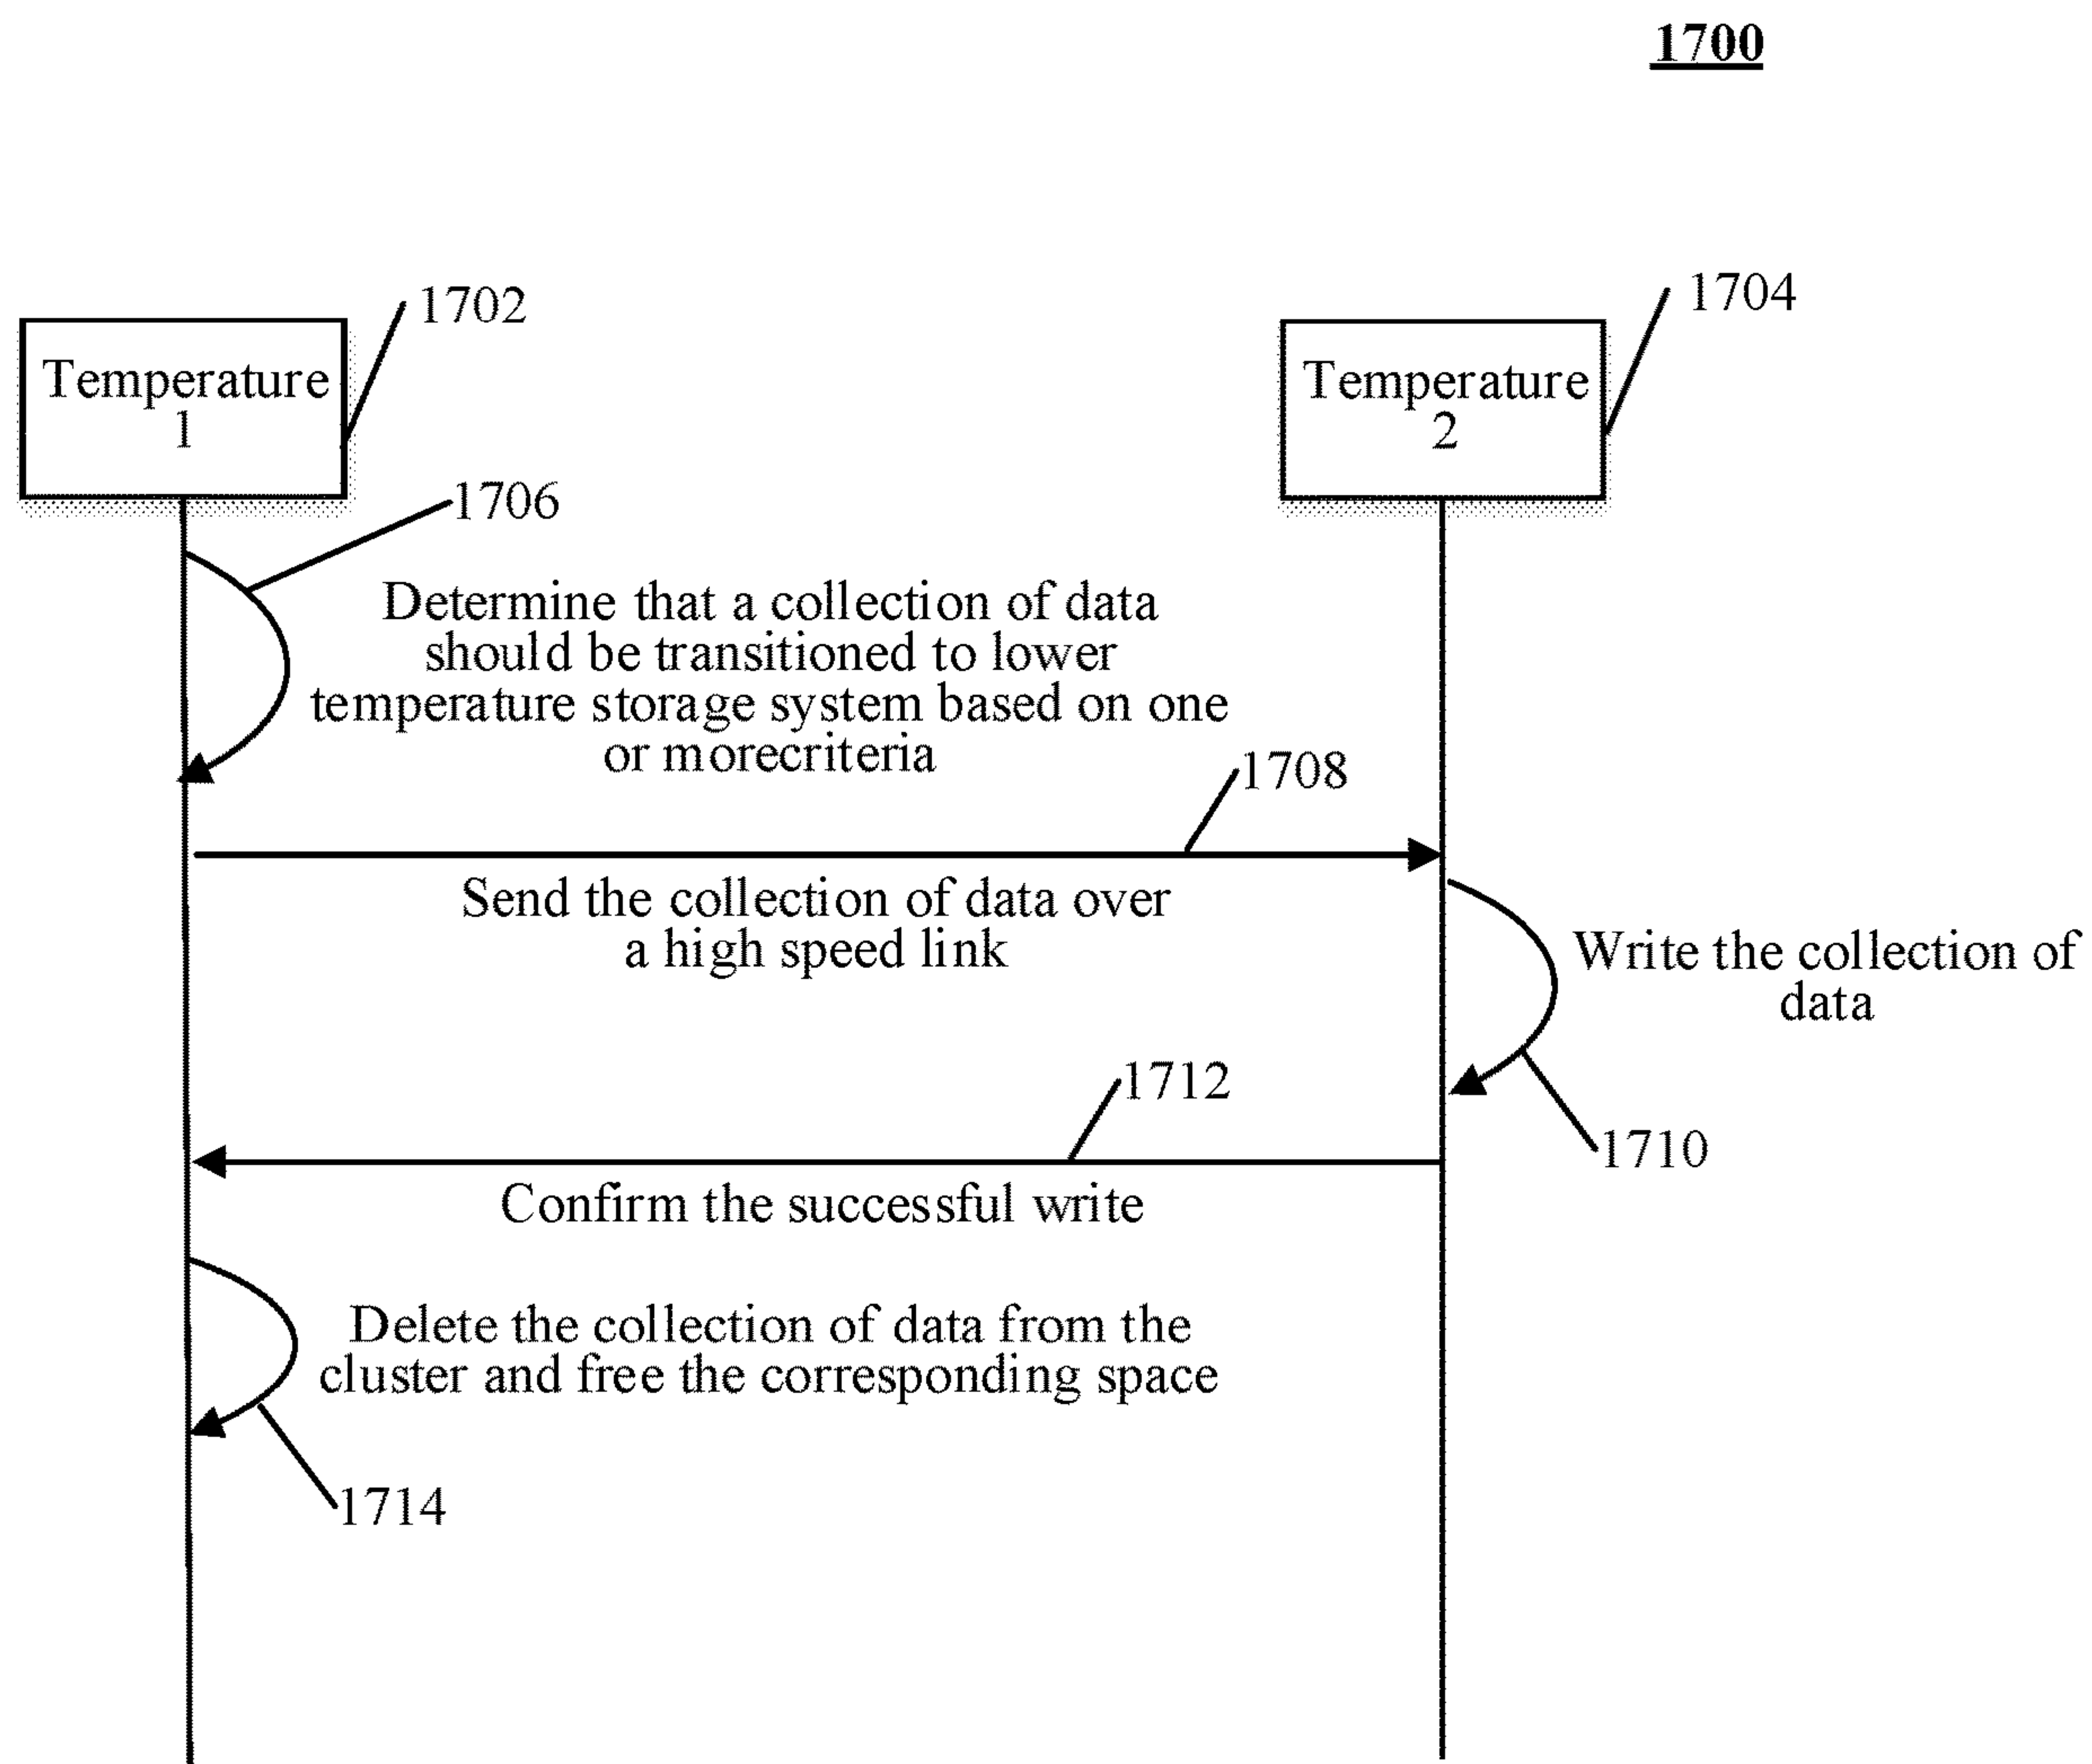 1700
1702
1704
Temperature
1
Temperature
2
1706
Determine that a collection of data
should be transitioned to lower
temperature storage system based on one
or morecriteria
1708
Send the collection of data over
a high speed link
Write the collection of
data
1710
1712
Confirm the successful write
Delete the collection of data from the
cluster and free the corresponding space
1714